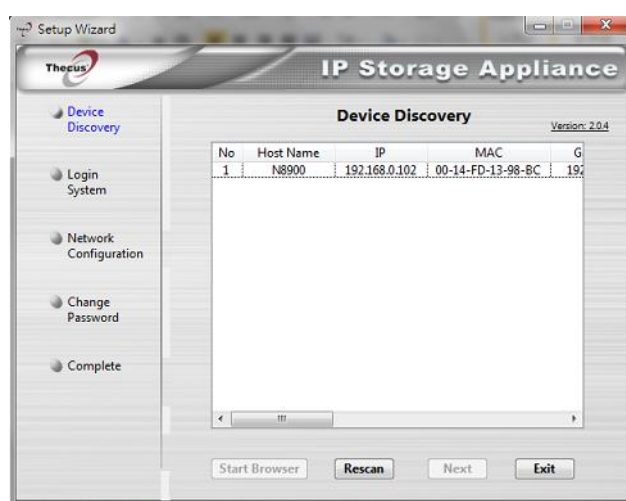 Setup Wizard
Thecus
IP Storage Appliance
Device
Discovery
Login
System
Network
Configuration
Change
Password
Complete
Device Discovery
Version: 2.0.4
No Host Name IP MAC G
1 N8900 192.168.0.102 00-14-FD-13-98-BC 192
Start Browser Rescan Next Exit